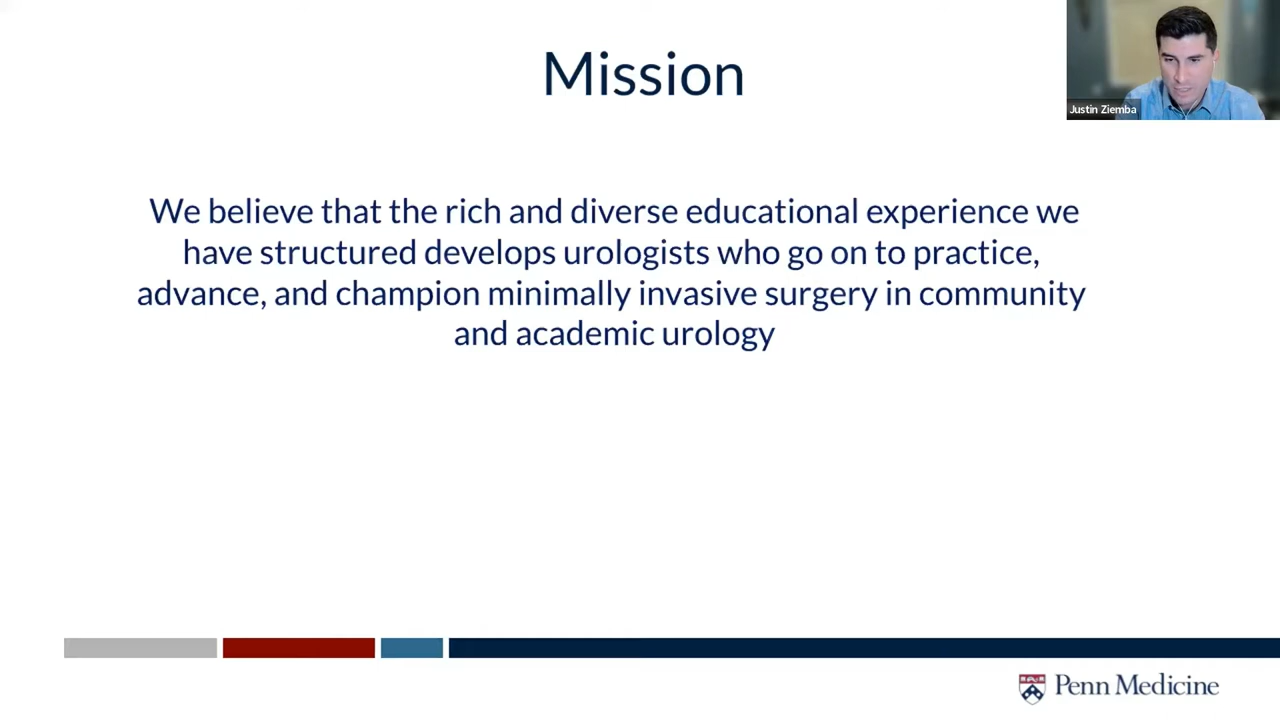 Mission
Justin Ziemba
We believe that the rich and diverse educational experience we
have structured develops urologists who go on to practice,
advance, and champion minimally invasive surgery in community
and academic urology
Penn Medicine